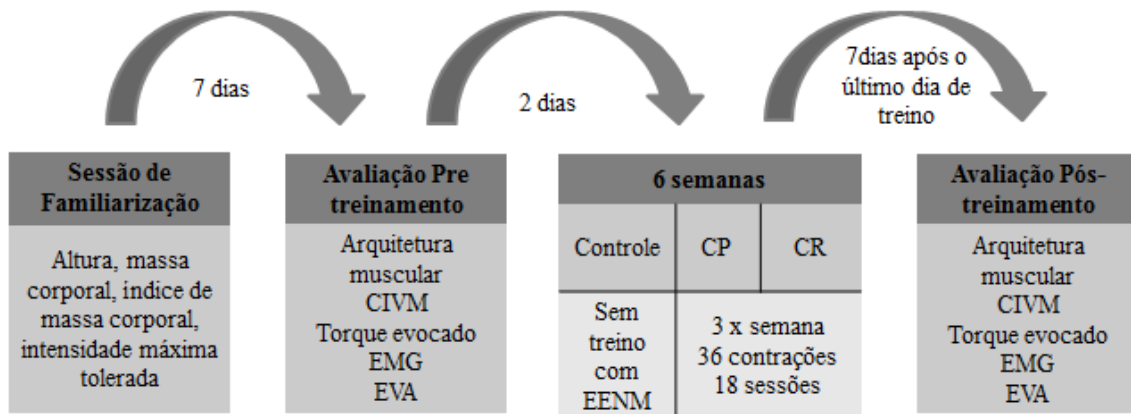 7 dias
2 dias
7dias após o
último dia de
treino
Sessão de
Familiarização
Altura, massa
corporal, índice de
massa corporal,
intensidade máxima
tolerada
Avaliação Pre
treinamento
Arquitetura
muscular
CIVM
Torque evocado
EMG
EVA
6 semanas
Controle
CP
CR
Sem
treino
com
EENM
3 x semana
36 contrações
18 sessões
Avaliação Pós-
treinamento
Arquitetura
muscular
CIVM
Torque evocado
EMG
EVA